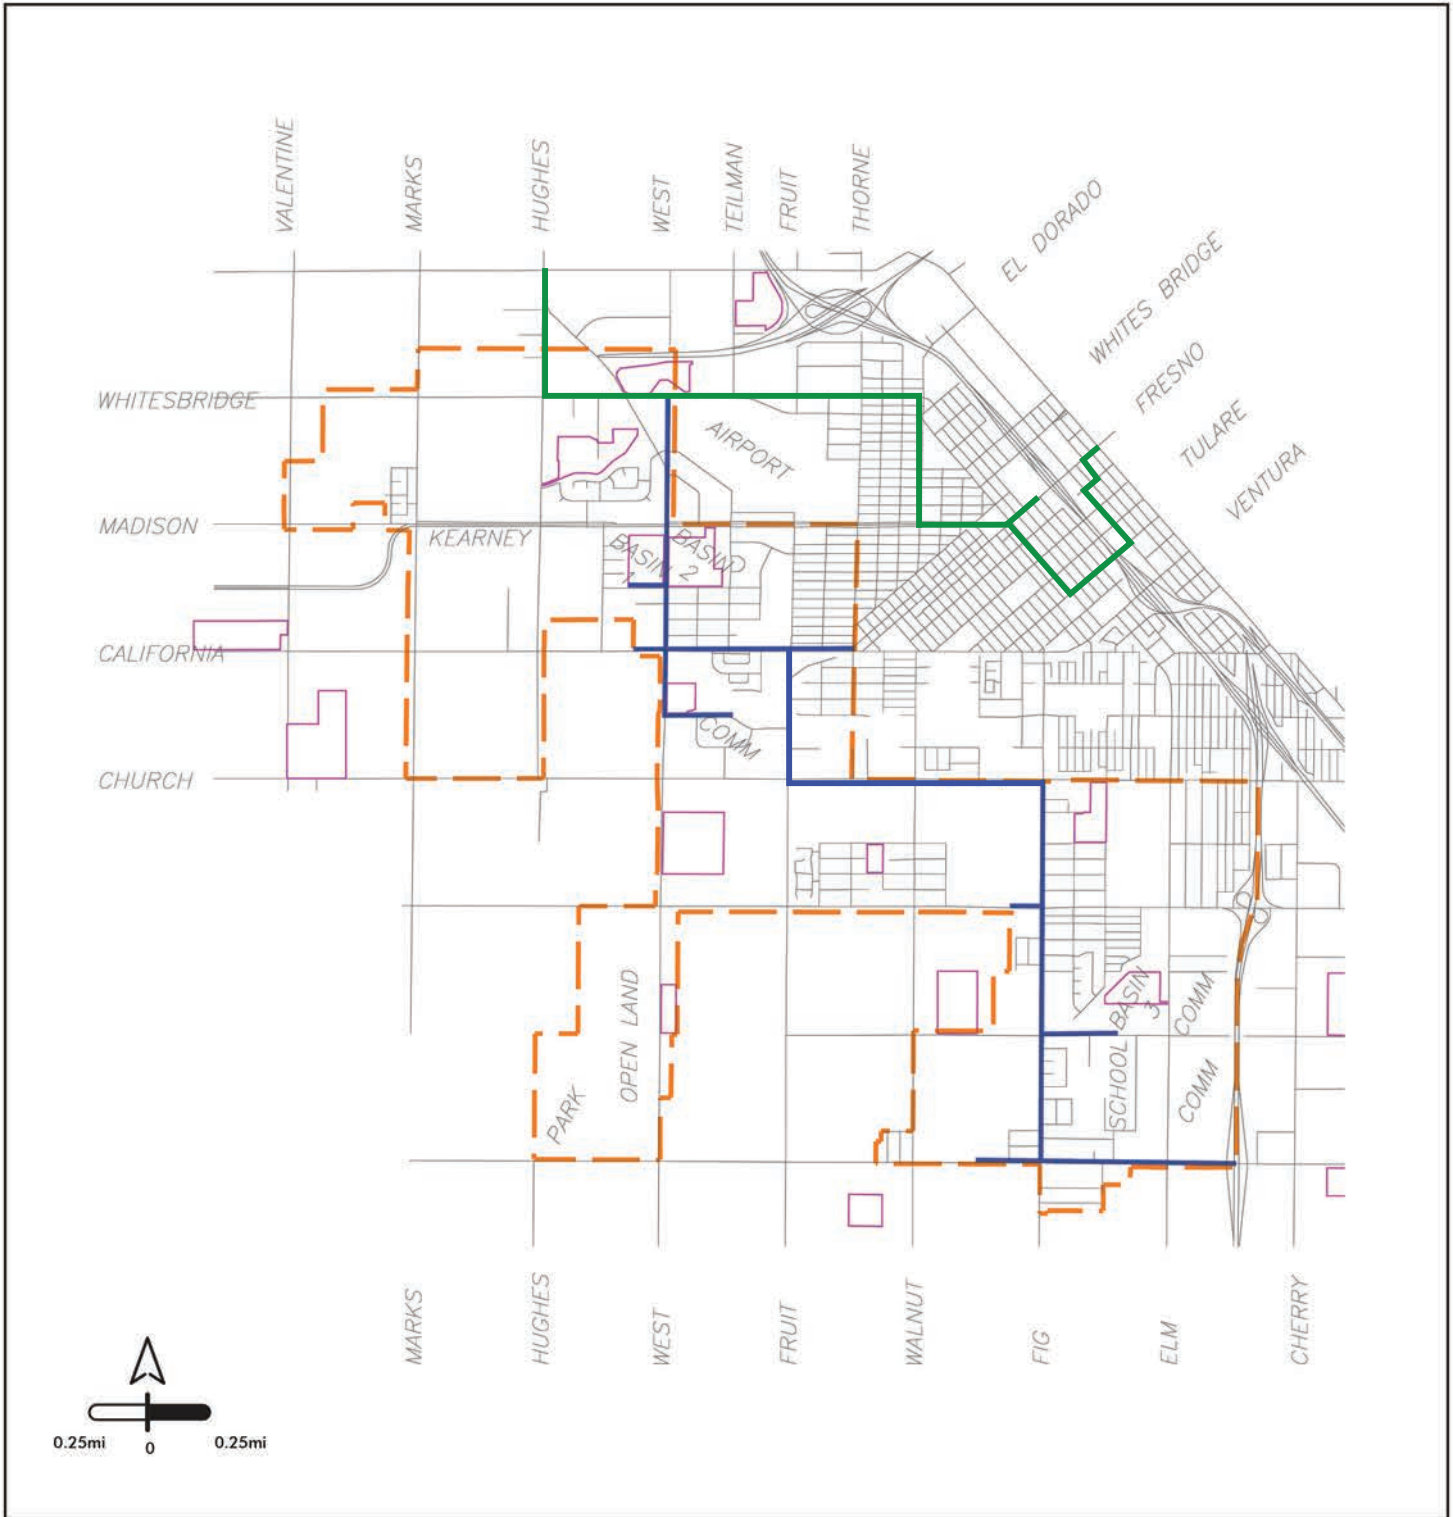 VALENTINE
MARKS
HUGHES
WEST
TEILMAN
FRUIT
THORNE
EL DORADO
WHITES BRIDGE
FRESNO
TULARE
VENTURA
WHITESBRIDGE
AIRPORT
MADISON
KEARNEY
BASIN
1
BASIN
2
CALIFORNIA
COMM
CHURCH
OPEN LAND
PARK
BASIN
3
COMM
SCHOOL
COMM
MARKS
HUGHES
WEST
FRUIT
WALNUT
FIG
ELM
CHERRY
0.25mi
0
0.25mi